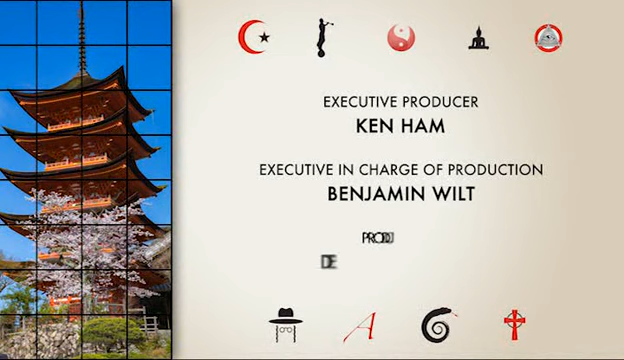 EXECUTIVE PRODUCER
KEN HAM
EXECUTIVE IN CHARGE OF PRODUCTION
BENJAMIN WILT